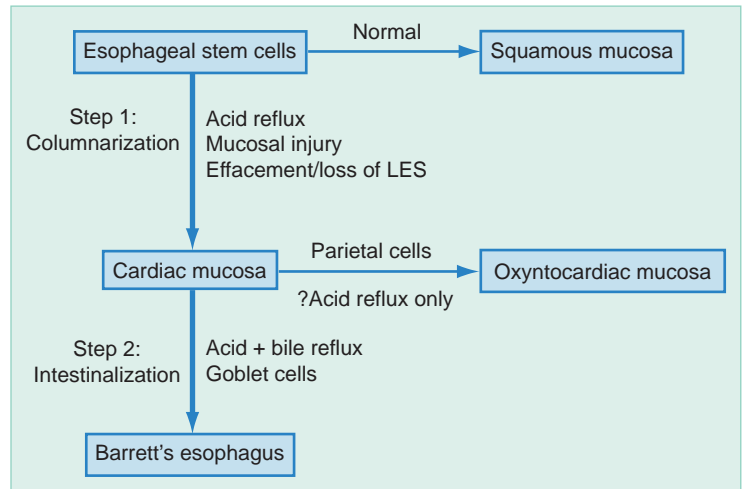 Esophageal stem cells
Normal
Squamous mucosa
Step 1:
Columnarization
Acid reflux
Mucosal injury
Effacement/loss of LES
Cardiac mucosa
Parietal cells
?Acid reflux only
Oxyntocardiac mucosa
Step 2:
Intestinalization
Acid + bile reflux
Goblet cells
Barrett’s esophagus